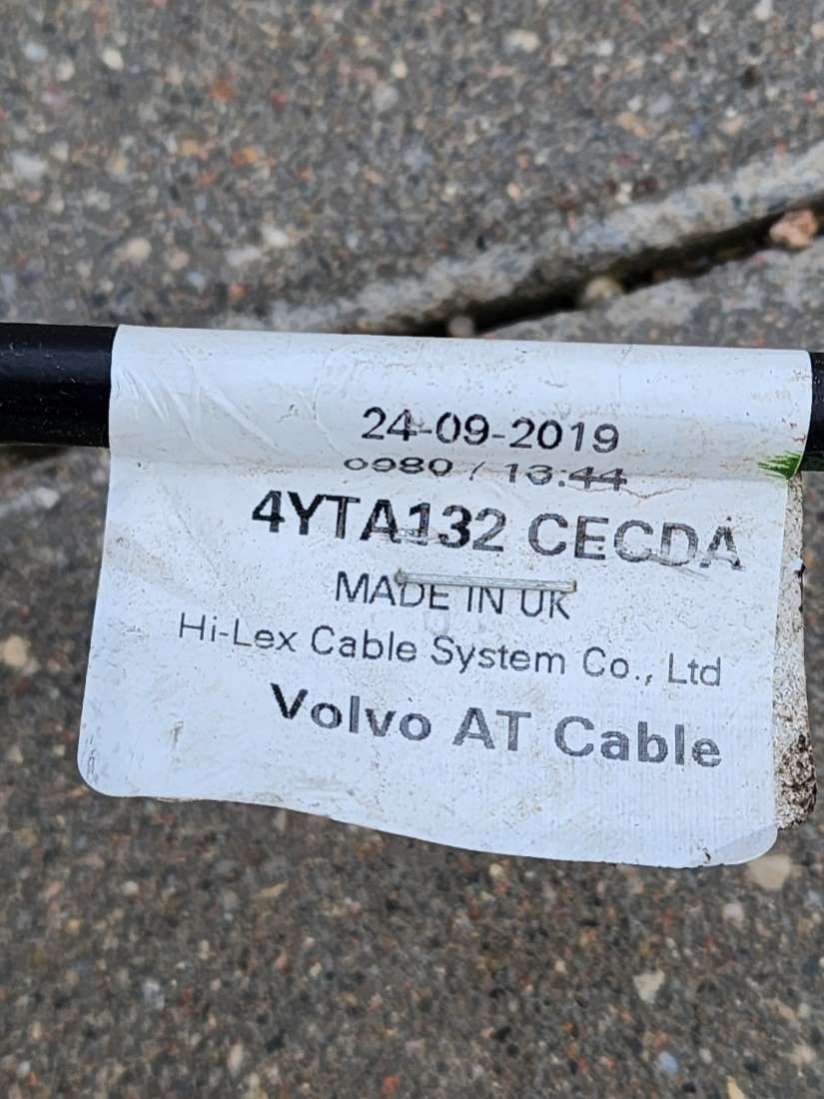 24-09-2019
0980 / 13:44
4YTA132 CECDA
MADE IN UK
Hi-Lex Cable System Co., Ltd
Volvo AT Cable